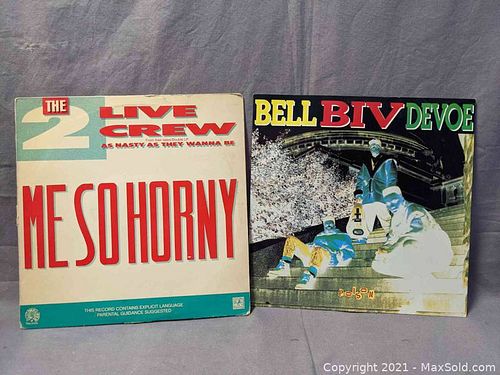 THE
2 LIVE
CREW
AS NASTY AS THEY WANNA BE
ME SO HORNY
THIS RECORD CONTAINS EXPLICIT LANGUAGE
PARENTAL GUIDANCE SUGGESTED
BELL BIV DEVOE
POISON
Copyright 2021 - MaxSold.com